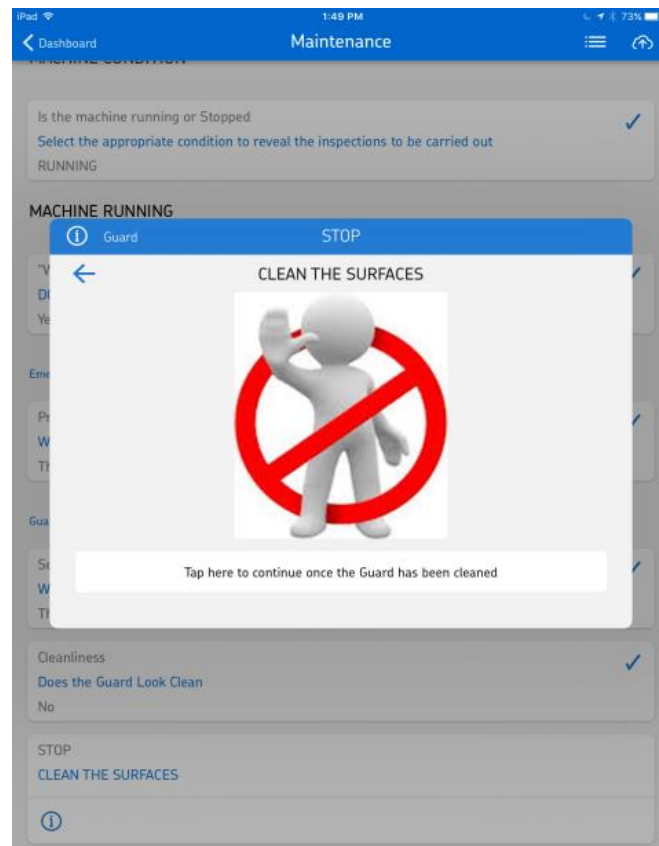 iPad 1:49 PM 73%
Dashboard Maintenance
MACHINE CONDITION
Is the machine running or Stopped
Select the appropriate condition to reveal the inspections to be carried out
RUNNING
MACHINE RUNNING
Guard STOP
CLEAN THE SURFACES
Tap here to continue once the Guard has been cleaned
Cleanliness
Does the Guard Look Clean
No
STOP
CLEAN THE SURFACES